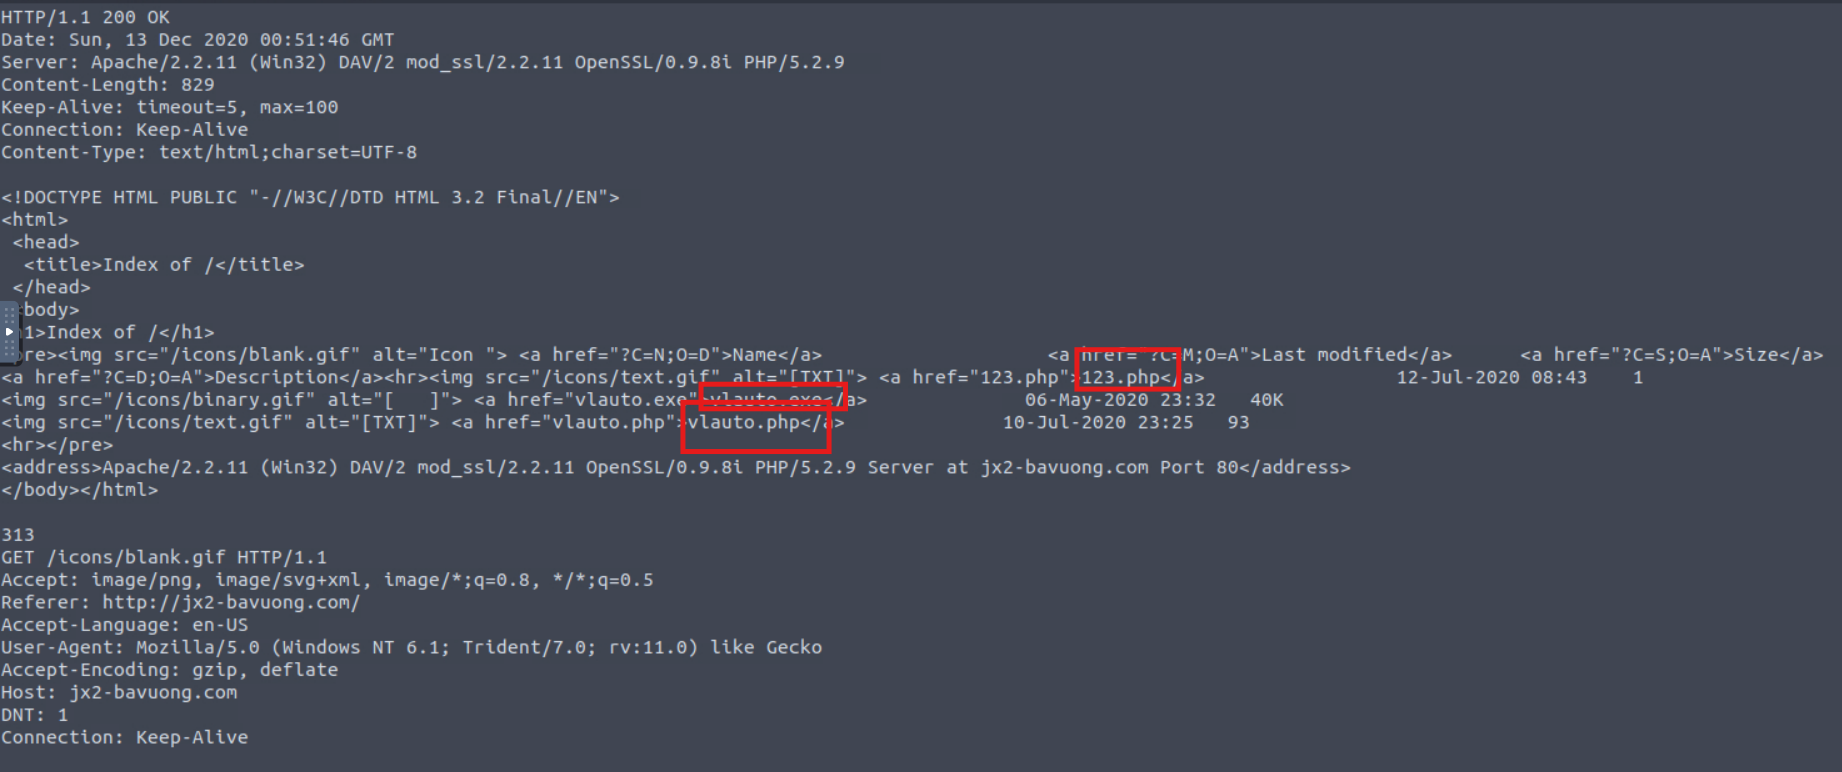 HTTP/1.1 200 OK
Date: Sun, 13 Dec 2020 00:51:46 GMT
Server: Apache/2.2.11 (Win32) DAV/2 mod_ssl/2.2.11 OpenSSL/0.9.8i PHP/5.2.9
Content-Length: 829
Keep-Alive: timeout=5, max=100
Connection: Keep-Alive
Content-Type: text/html;charset=UTF-8
<!DOCTYPE HTML PUBLIC "-//W3C//DTD HTML 3.2 Final//EN">
<html>
<head>
<title>Index of /</title>
</head>
body>
1>Index of /</h1>
re><img src="/icons/blank.gif" alt="Icon "> <a href="?C=N;O=D">Name</a> <a href="?C=M;O=A">Last modified</a> <a href="?C=S;O=A">Size</a>
<a href="?C=D;O=A">Description</a><hr><img src="/icons/text.gif" alt="[TXT]"> <a href="123.php">123.php</a> 12-Jul-2020 08:43 1
<img src="/icons/binary.gif" alt="[ ]"> <a href="vlauto.exe">vlauto.exe</a> 06-May-2020 23:32 40K
<img src="/icons/text.gif" alt="[TXT]"> <a href="vlauto.php">vlauto.php</a> 10-Jul-2020 23:25 93
<hr></pre>
<address>Apache/2.2.11 (Win32) DAV/2 mod_ssl/2.2.11 OpenSSL/0.9.8i PHP/5.2.9 Server at jx2-bavuong.com Port 80</address>
</body></html>
313
GET /icons/blank.gif HTTP/1.1
Accept: image/png, image/svg+xml, image/*;q=0.8, */*;q=0.5
Referer: http://jx2-bavuong.com/
Accept-Language: en-US
User-Agent: Mozilla/5.0 (Windows NT 6.1; Trident/7.0; rv:11.0) like Gecko
Accept-Encoding: gzip, deflate
Host: jx2-bavuong.com
DNT: 1
Connection: Keep-Alive